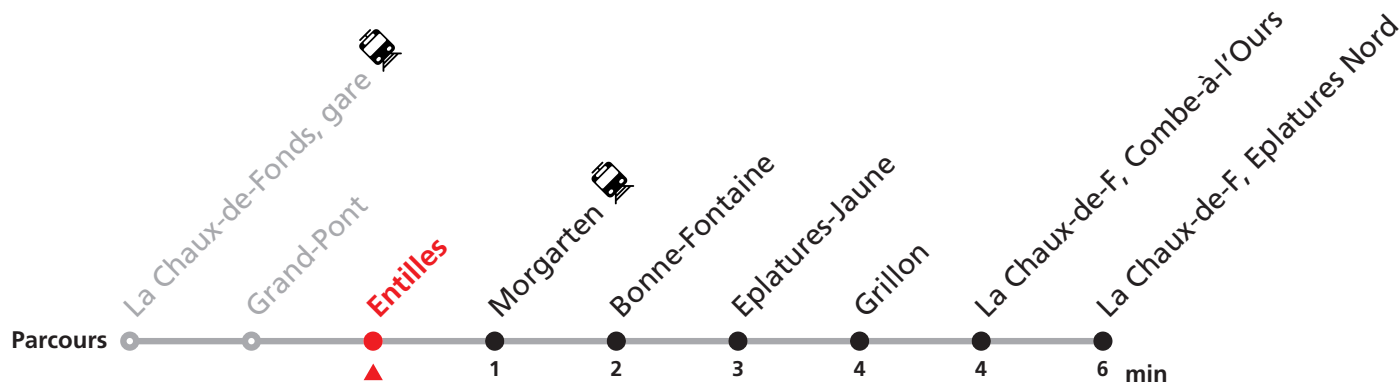 La Chaux-de-Fonds, gare
Grand-Pont
Entilles
Morgarten
Bonne-Fontaine
Eplatures-Jaune
Grillon
La Chaux-de-F, Combe-à-l'Ours
La Chaux-de-F, Eplatures Nord
Parcours
1 2 3 4 4 6 min